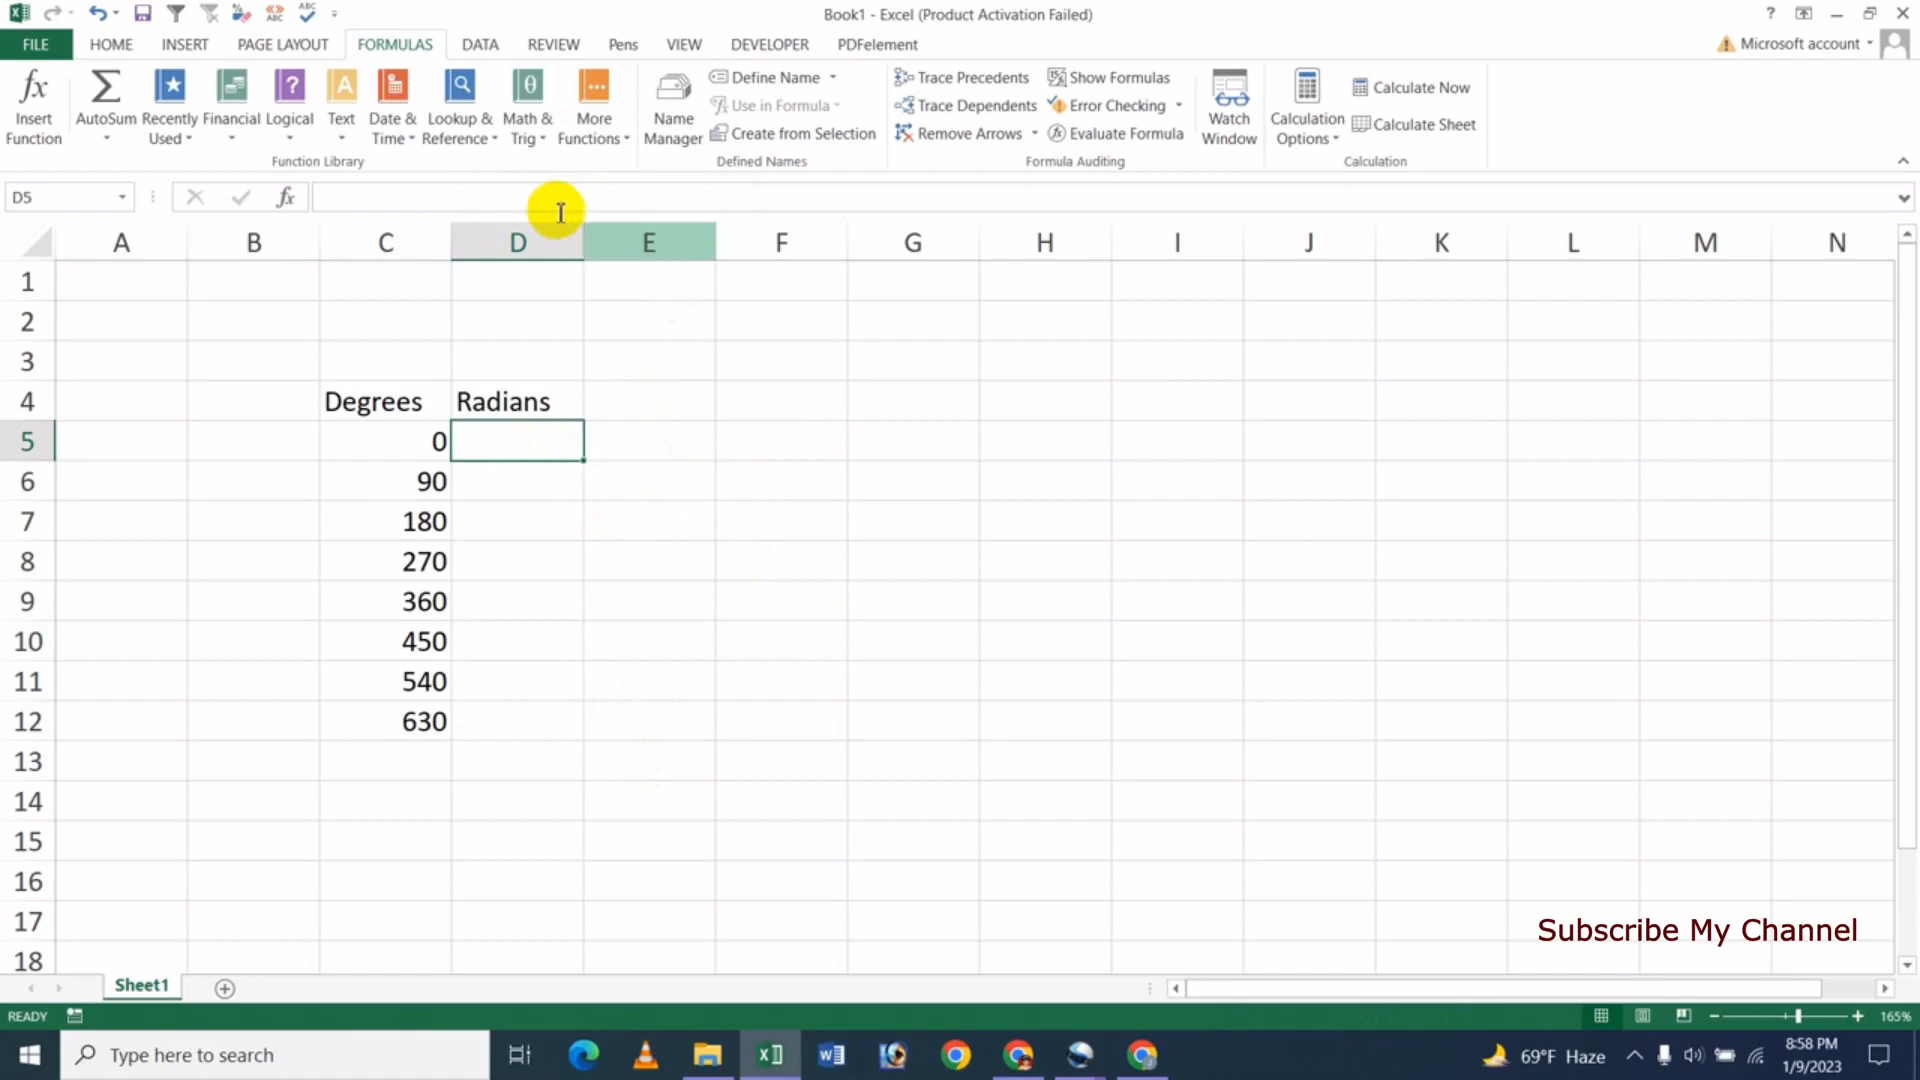 Book1 - Excel (Product Activation Failed)
FILE HOME INSERT PAGE LAYOUT FORMULAS DATA REVIEW Pens VIEW DEVELOPER PDFelement Microsoft account
Insert Function
AutoSum
Recently Used
Financial
Logical
Text
Date & Time
Lookup & Reference
Math & Trig
More Functions
Function Library
Name Manager
Define Name
Use in Formula
Create from Selection
Defined Names
Trace Precedents
Trace Dependents
Remove Arrows
Show Formulas
Error Checking
Evaluate Formula
Formula Auditing
Watch Window
Calculation Options
Calculate Now
Calculate Sheet
Calculation
D5 fx
A B C D E F G H I J K L M N
1
2
3
4 Degrees Radians
5 0
6 90
7 180
8 270
9 360
10 450
11 540
12 630
13
14
15
16
17
18
Subscribe My Channel
Sheet1
READY 165%
Type here to search
69°F Haze
8:58 PM
1/9/2023